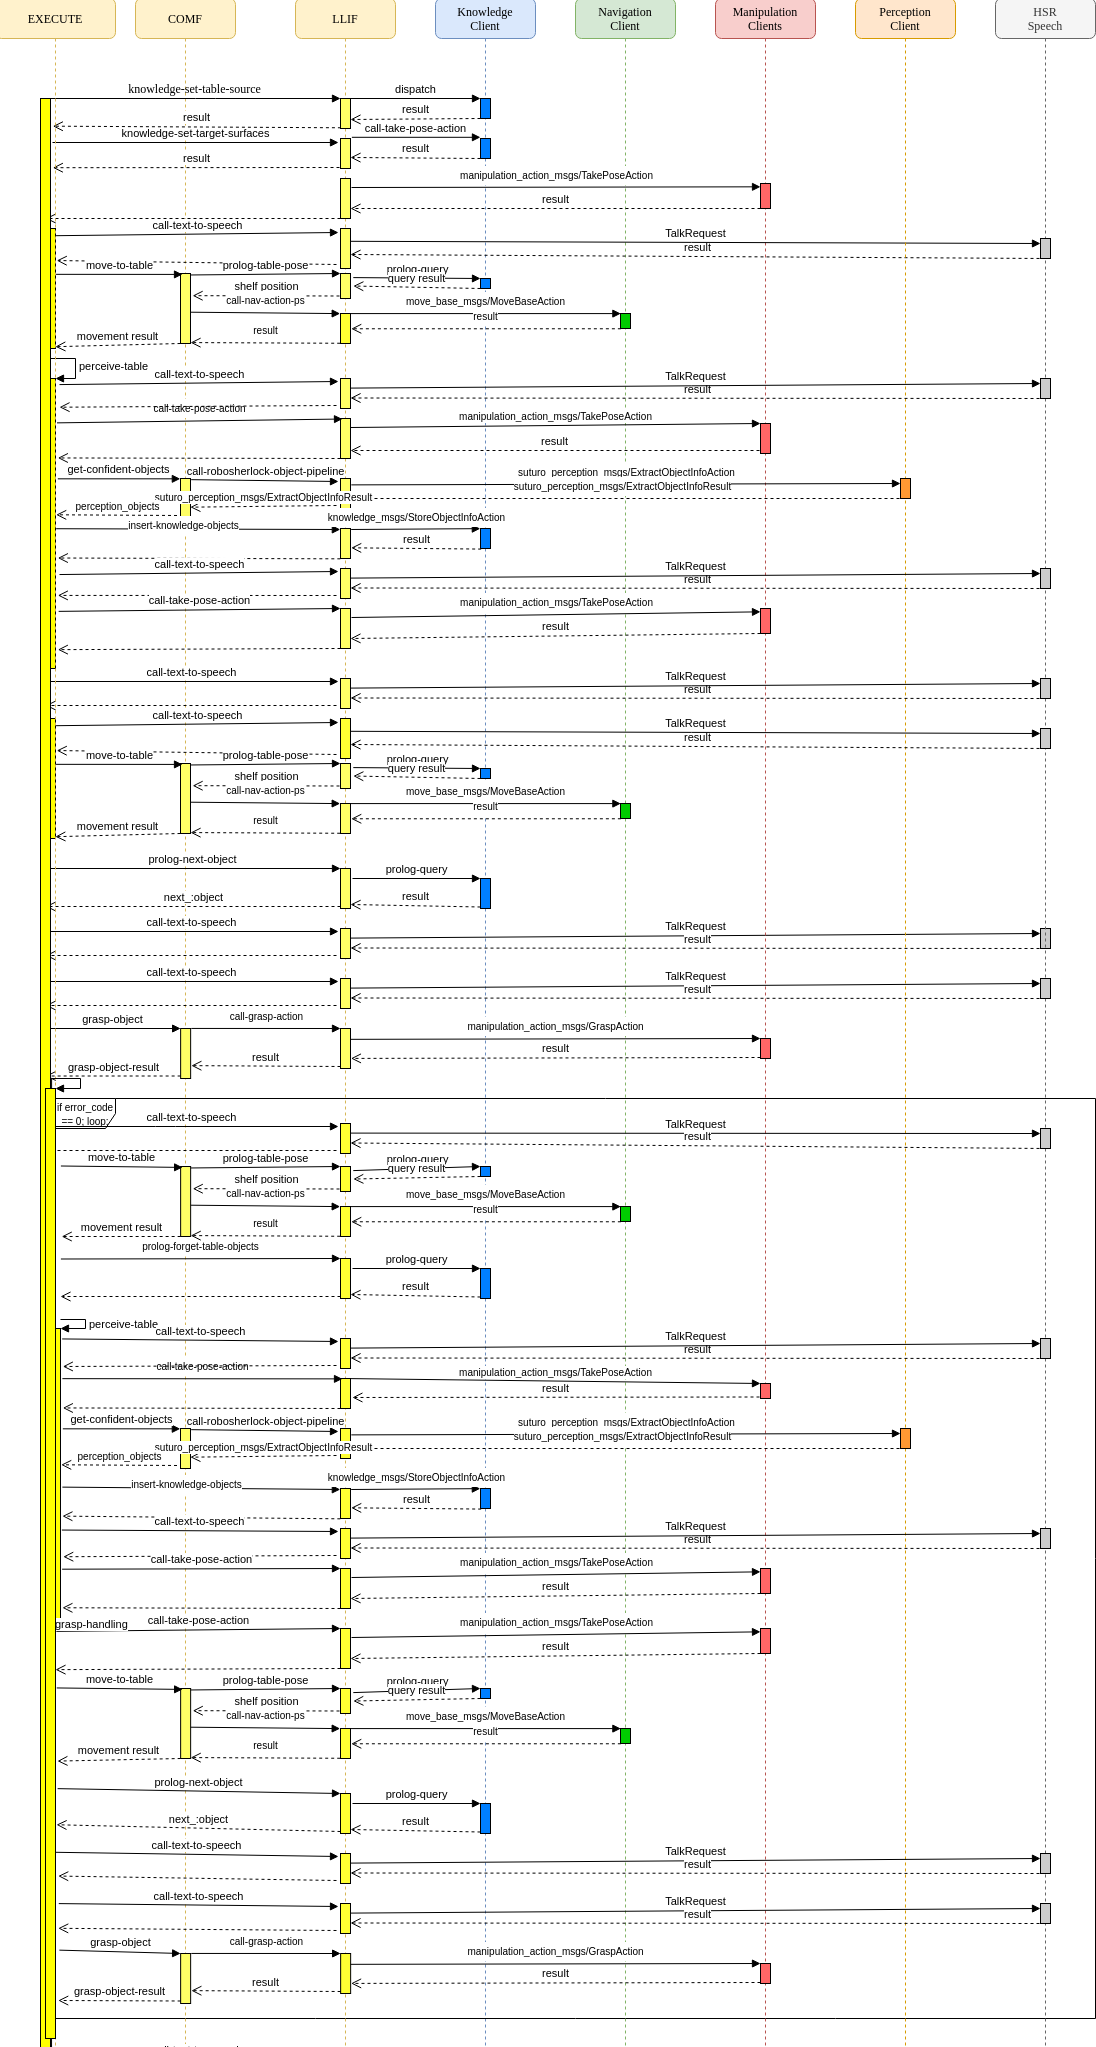 EXECUTE
COMF
LLIF
Knowledge
Client
Navigation
Client
Manipulation
Clients
Perception
Client
HSR
Speech
knowledge-set-table-source
dispatch
result
result
knowledge-set-target-surfaces
call-take-pose-action
result
result
manipulation_action_msgs/TakePoseAction
result
call-text-to-speech
TalkRequest
result
move-to-table
prolog-table-pose
prolog-query
query result
shelf position
call-nav-action-ps
move_base_msgs/MoveBaseAction
result
result
movement result
perceive-table
call-text-to-speech
TalkRequest
result
call-take-pose-action
manipulation_action_msgs/TakePoseAction
result
get-confident-objects
call-robosherlock-object-pipeline
suturo_perception_msgs/ExtractObjectInfoAction
suturo_perception_msgs/ExtractObjectInfoResult
suturo_perception_msgs/ExtractObjectInfoResult
perception_objects
insert-knowledge-objects
knowledge_msgs/StoreObjectInfoAction
result
call-text-to-speech
TalkRequest
result
call-take-pose-action
manipulation_action_msgs/TakePoseAction
result
call-text-to-speech
TalkRequest
result
call-text-to-speech
TalkRequest
result
move-to-table
prolog-table-pose
prolog-query
query result
shelf position
call-nav-action-ps
move_base_msgs/MoveBaseAction
result
result
movement result
prolog-next-object
prolog-query
result
next_:object
call-text-to-speech
TalkRequest
result
call-text-to-speech
TalkRequest
result
grasp-object
call-grasp-action
manipulation_action_msgs/GraspAction
result
result
grasp-object-result
if error_code
== 0; loop;
call-text-to-speech
TalkRequest
result
move-to-table
prolog-table-pose
prolog-query
query result
shelf position
call-nav-action-ps
move_base_msgs/MoveBaseAction
result
result
movement result
prolog-forget-table-objects
prolog-query
result
perceive-table
call-text-to-speech
TalkRequest
result
call-take-pose-action
manipulation_action_msgs/TakePoseAction
result
get-confident-objects
call-robosherlock-object-pipeline
suturo_perception_msgs/ExtractObjectInfoAction
suturo_perception_msgs/ExtractObjectInfoResult
suturo_perception_msgs/ExtractObjectInfoResult
perception_objects
insert-knowledge-objects
knowledge_msgs/StoreObjectInfoAction
result
call-text-to-speech
TalkRequest
result
call-take-pose-action
manipulation_action_msgs/TakePoseAction
result
grasp-handling
call-take-pose-action
manipulation_action_msgs/TakePoseAction
result
move-to-table
prolog-table-pose
prolog-query
query result
shelf position
call-nav-action-ps
move_base_msgs/MoveBaseAction
result
result
movement result
prolog-next-object
prolog-query
result
next_:object
call-text-to-speech
TalkRequest
result
call-text-to-speech
TalkRequest
result
grasp-object
call-grasp-action
manipulation_action_msgs/GraspAction
result
result
grasp-object-result